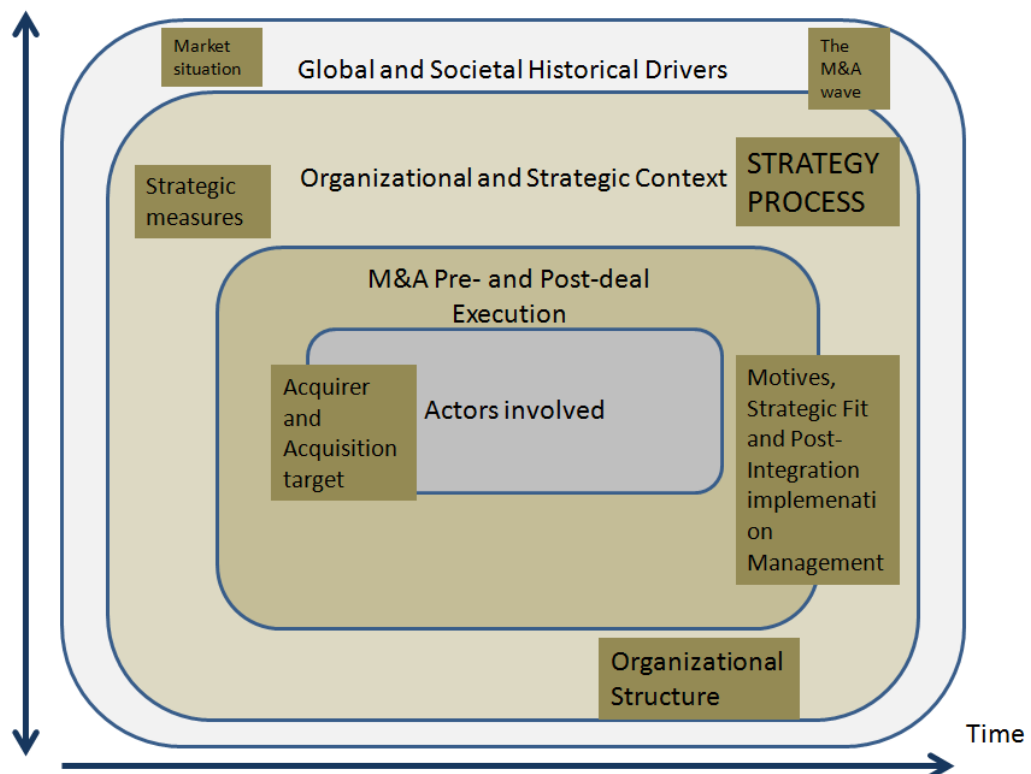 Market
situation
Global and Societal Historical Drivers
The
M&A
wave
Strategic
measures
Organizational and Strategic Context
STRATEGY
PROCESS
M&A Pre- and Post-deal
Execution
Acquirer
and
Acquisition
target
Actors involved
Motives,
Strategic Fit
and Post-
Integration
implemenati
on
Management
Organizational
Structure
Time